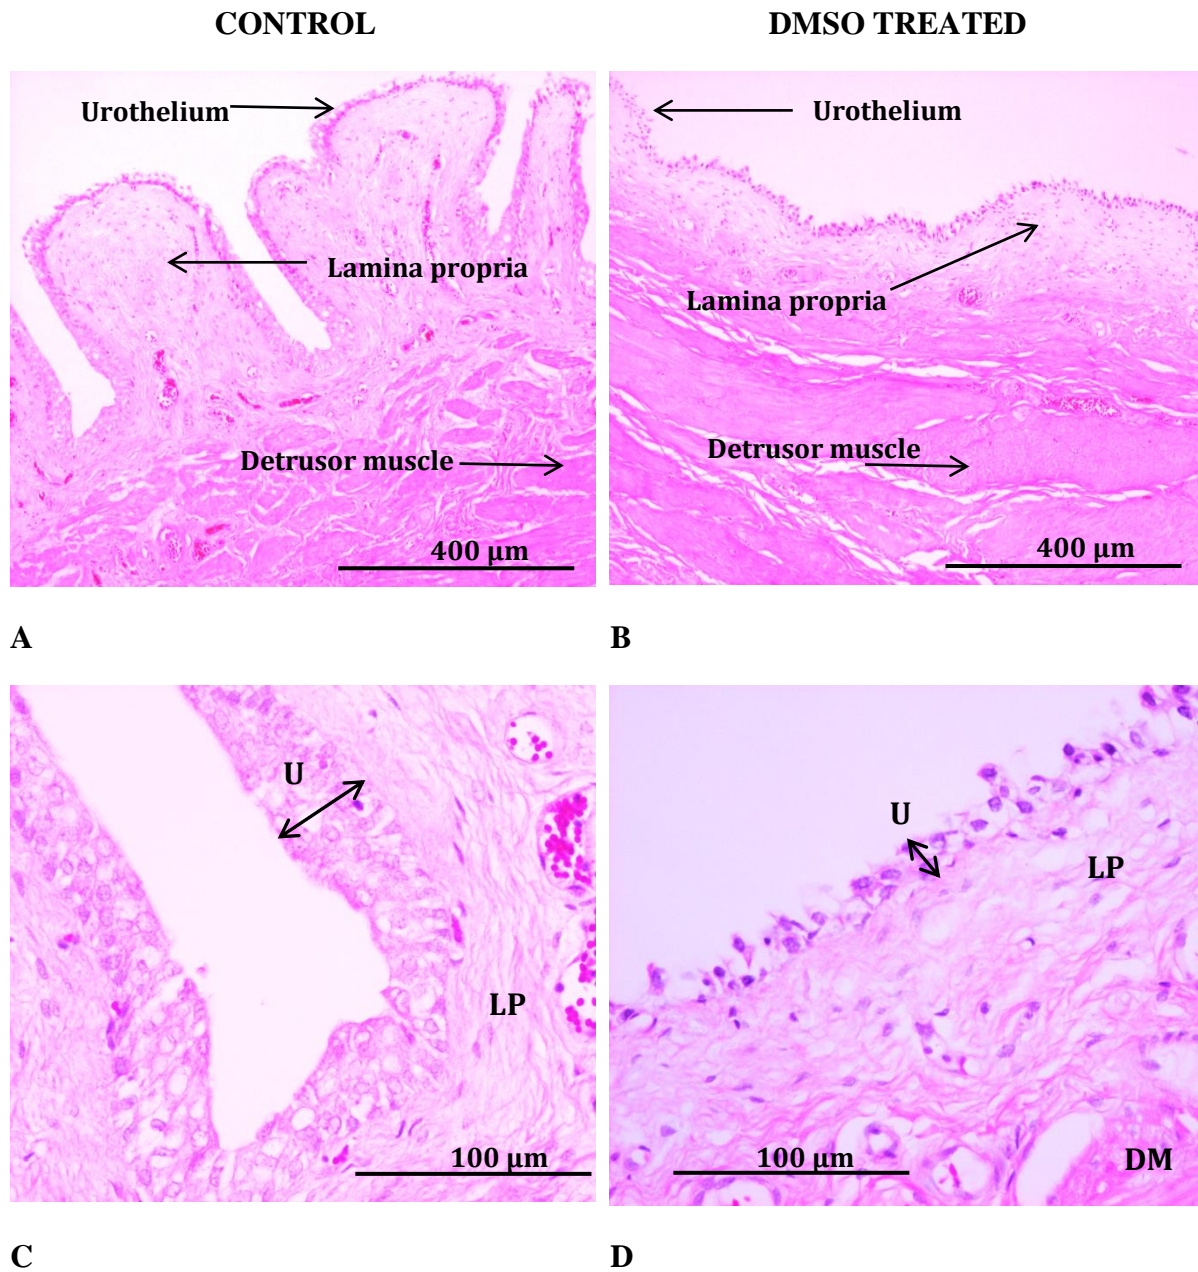 CONTROL
DMSO TREATED
Urothelium
Lamina propria
Detrusor muscle
400 µm
Urothelium
Lamina propria
Detrusor muscle
400 µm
A
B
U
LP
100 µm
U
LP
100 µm
DM
C
D